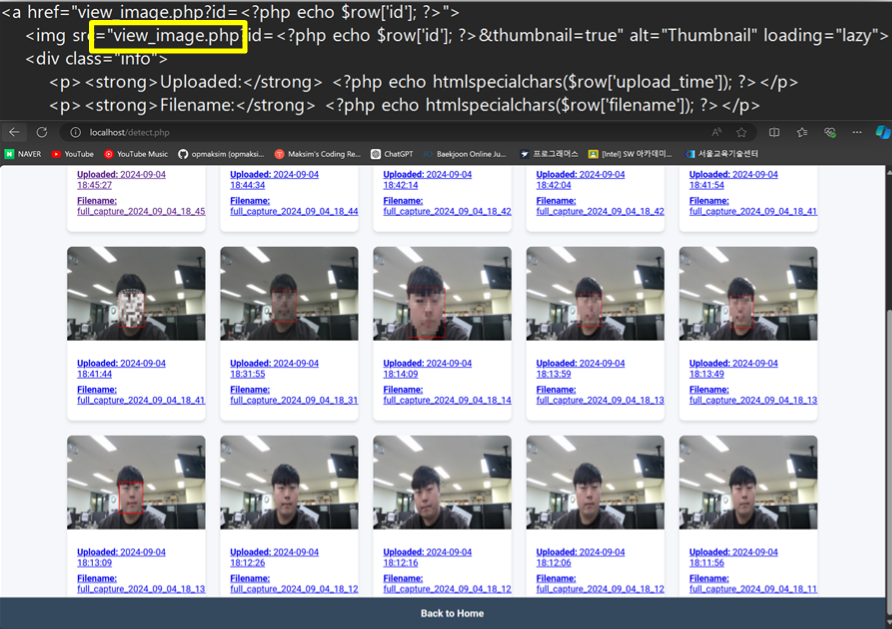 <a href="view_image.php?id=<?php echo $row['id']; ?>">
<img src="view_image.php?id=<?php echo $row['id']; ?>&thumbnail=true" alt="Thumbnail" loading="lazy">
<div class="info">
<p><strong>Uploaded:</strong> <?php echo htmlspecialchars($row['upload_time']); ?></p>
<p><strong>Filename:</strong> <?php echo htmlspecialchars($row['filename']); ?></p>
localhost/detect.php
NAVER YouTube YouTube Music opmaksim (opmaksi... Maksim's Coding Re... ChatGPT Baekjoon Online Ju... 프로그래머스 [Intel] SW 아카데미... 서울교육기술센터
Uploaded: 2024-09-04 Uploaded: 2024-09-04 Uploaded: 2024-09-04 Uploaded: 2024-09-04 Uploaded: 2024-09-04
18:45:27 18:44:34 18:42:14 18:42:04 18:41:54
Filename: Filename: Filename: Filename: Filename:
full_capture_2024_09_04_18_45 full_capture_2024_09_04_18_44 full_capture_2024_09_04_18_42 full_capture_2024_09_04_18_42 full_capture_2024_09_04_18_41
Uploaded: 2024-09-04 Uploaded: 2024-09-04 Uploaded: 2024-09-04 Uploaded: 2024-09-04 Uploaded: 2024-09-04
18:41:44 18:31:55 18:14:09 18:13:59 18:13:49
Filename: Filename: Filename: Filename: Filename:
full_capture_2024_09_04_18_41 full_capture_2024_09_04_18_31 full_capture_2024_09_04_18_14 full_capture_2024_09_04_18_13 full_capture_2024_09_04_18_13
Uploaded: 2024-09-04 Uploaded: 2024-09-04 Uploaded: 2024-09-04 Uploaded: 2024-09-04 Uploaded: 2024-09-04
18:13:09 18:12:26 18:12:16 18:12:06 18:11:56
Filename: Filename: Filename: Filename: Filename:
full_capture_2024_09_04_18_13 full_capture_2024_09_04_18_12 full_capture_2024_09_04_18_12 full_capture_2024_09_04_18_12 full_capture_2024_09_04_18_11
Back to Home